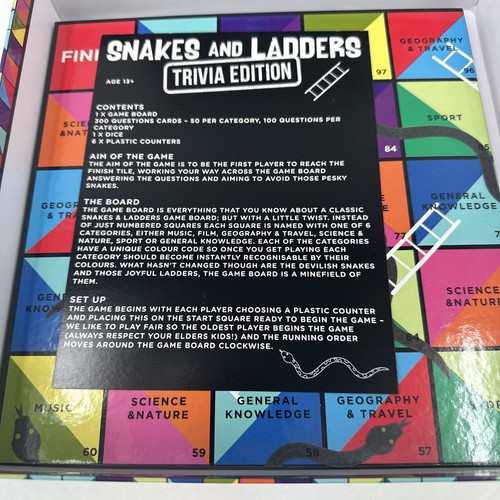 FINI
SNAKES AND LADDERS
TRIVIA EDITION
AGE 13+
GEOGRAPHY
& TRAVEL
97
96
CONTENTS
1 X GAME BOARD
300 QUESTIONS CARDS - 50 PER CATEGORY, 100 QUESTIONS PER
CATEGORY
1 X DICE
6 X PLASTIC COUNTERS
SPORT
84
AIM OF THE GAME
THE AIM OF THE GAME IS TO BE THE FIRST PLAYER TO REACH THE
FINISH TILE, WORKING YOUR WAY ACROSS THE GAME BOARD
ANSWERING THE QUESTIONS AND AIMING TO AVOID THOSE PESKY
SNAKES.
THE BOARD
THE GAME BOARD IS EVERYTHING THAT YOU KNOW ABOUT A CLASSIC
SNAKES & LADDERS GAME BOARD; BUT WITH A LITTLE TWIST. INSTEAD
OF JUST NUMBERED SQUARES EACH SQUARE IS NAMED WITH ONE OF 6
CATEGORIES, EITHER MUSIC, FILM, GEOGRAPHY & TRAVEL, SCIENCE &
NATURE, SPORT OR GENERAL KNOWLEDGE. EACH OF THE CATEGORIES
HAVE A UNIQUE COLOUR CODE SO ONCE YOU GET PLAYING EACH
CATEGORY SHOULD BECOME INSTANTLY RECOGNISABLE BY THEIR
COLOURS. WHAT HASN'T CHANGED THOUGH ARE THE DEVILISH SNAKES
AND THOSE JOYFUL LADDERS, THE GAME BOARD IS A MINEFIELD OF
THEM.
GENERAL
KNOWLEDGE
77
SET UP
THE GAME BEGINS WITH EACH PLAYER CHOOSING A PLASTIC COUNTER
AND PLACING THIS ON THE START SQUARE READY TO BEGIN THE GAME -
WE LIKE TO PLAY FAIR SO THE OLDEST PLAYER BEGINS THE GAME
(ALWAYS RESPECT YOUR ELDERS KIDS!) AND THE RUNNING ORDER
MOVES AROUND THE GAME BOARD CLOCKWISE.
SCIENCE
&NATURE
64
MUSIC
60
SCIENCE
&NATURE
59
GENERAL
KNOWLEDGE
58
GEOGRAPHY
& TRAVEL
57